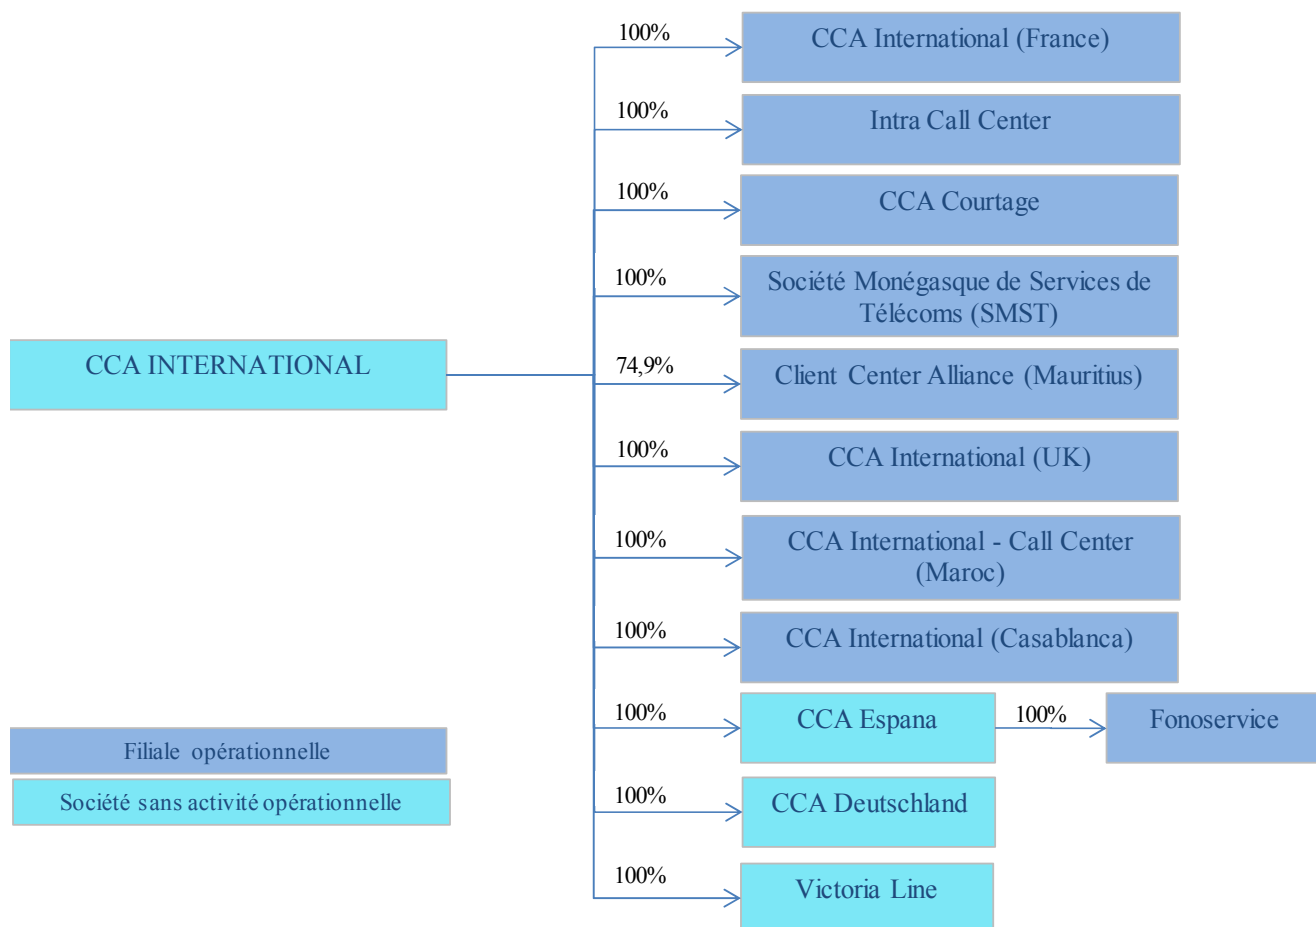 100%
CCA International (France)
100%
Intra Call Center
100%
CCA Courtage
100%
Société Monégasque de Services de
Télécoms (SMST)
CCA INTERNATIONAL
74,9%
Client Center Alliance (Mauritius)
100%
CCA International (UK)
100%
CCA International - Call Center
(Maroc)
100%
CCA International (Casablanca)
100%
CCA Espana
100%
Fonoservice
Filiale opérationnelle
Société sans activité opérationnelle
100%
CCA Deutschland
100%
Victoria Line